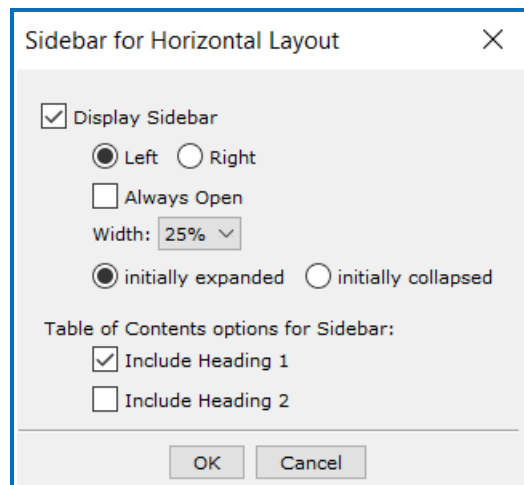 Sidebar for Horizontal Layout
Display Sidebar
Left Right
Always Open
Width: 25%
initially expanded initially collapsed
Table of Contents options for Sidebar:
Include Heading 1
Include Heading 2
OK Cancel